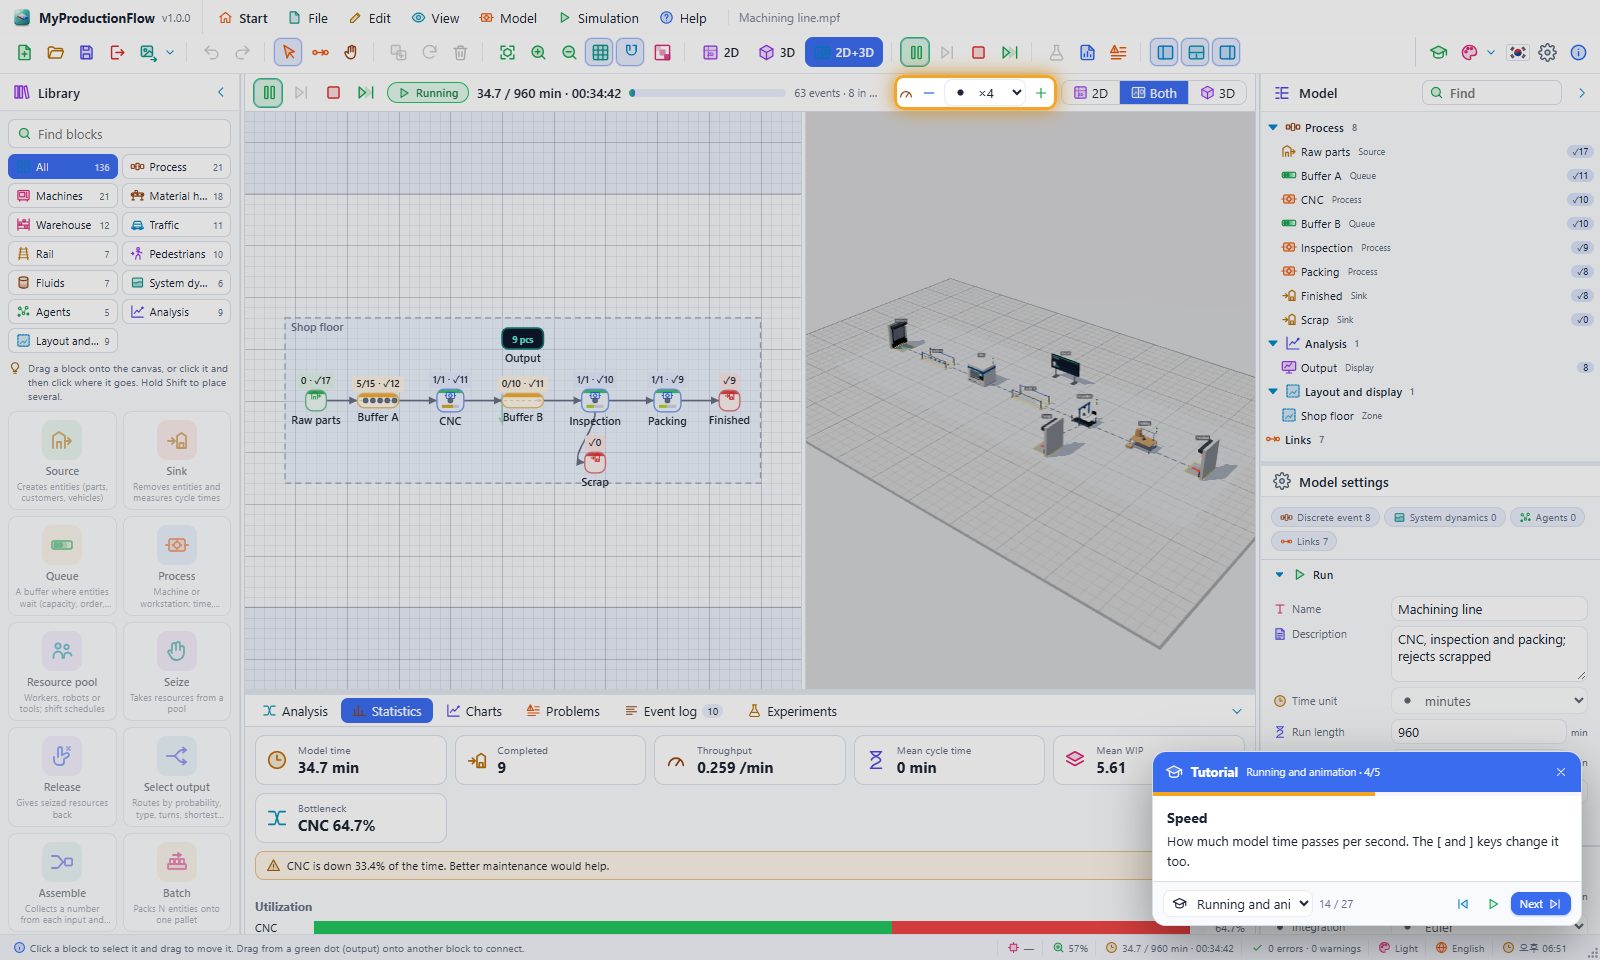 MyProductionFlow v1.0.0 Start File Edit View Model Simulation Help Machining line.mpf
2D 3D 2D+3D
Library
Find blocks
All 136
Process 21
Machines 21
Material h... 18
Warehouse 12
Traffic 11
Rail 7
Pedestrians 10
Fluids 7
System dy... 6
Agents 5
Analysis 9
Layout and... 9
Drag a block onto the canvas, or click it and
then click where it goes. Hold Shift to place
several.
Source
Creates entities (parts,
customers, vehicles)
Sink
Removes entities and
measures cycle times
Queue
A buffer where entities
wait (capacity, order,...
Process
Machine or
workstation: time,...
Resource pool
Workers, robots or
tools; shift schedules
Seize
Takes resources from a
pool
Release
Gives seized resources
back
Select output
Routes by probability,
type, turns, shortest...
Assemble
Collects a number
from each input and...
Batch
Packs N entities onto
one pallet
Running 34.7 / 960 min · 00:34:42 63 events · 8 in ... ×4 2D Both 3D
Shop floor
9 pcs
Output
0 · ✓17
5/15 · ✓12
1/1 · ✓11
0/10 · ✓11
1/1 · ✓10
1/1 · ✓9
✓9
Raw parts
Buffer A
CNC
Buffer B
Inspection
Packing
Finished
✓0
Scrap
Analysis Statistics Charts Problems Event log 10 Experiments
Model time
34.7 min
Completed
9
Throughput
0.259 /min
Mean cycle time
0 min
Mean WIP
5.61
Bottleneck
CNC 64.7%
CNC is down 33.4% of the time. Better maintenance would help.
Utilization
CNC 64.7%
Model Find
Process 8
Raw parts Source ✓17
Buffer A Queue ✓11
CNC Process ✓10
Buffer B Queue ✓10
Inspection Process ✓9
Packing Process ✓8
Finished Sink ✓8
Scrap Sink ✓0
Analysis 1
Output Display 8
Layout and display 1
Shop floor Zone
Links 7
Model settings
Discrete event 8 System dynamics 0 Agents 0
Links 7
Run
Name Machining line
Description CNC, inspection and packing;
rejects scrapped
Time unit minutes
Run length 960 min
Tutorial Running and animation · 4/5
Speed
How much model time passes per second. The [ and ] keys change it
too.
Running and ani 14 / 27 Next
Integration Euler
Click a block to select it and drag to move it. Drag from a green dot (output) onto another block to connect.
— 57% 34.7 / 960 min · 00:34:42 0 errors · 0 warnings Light English 오후 06:51